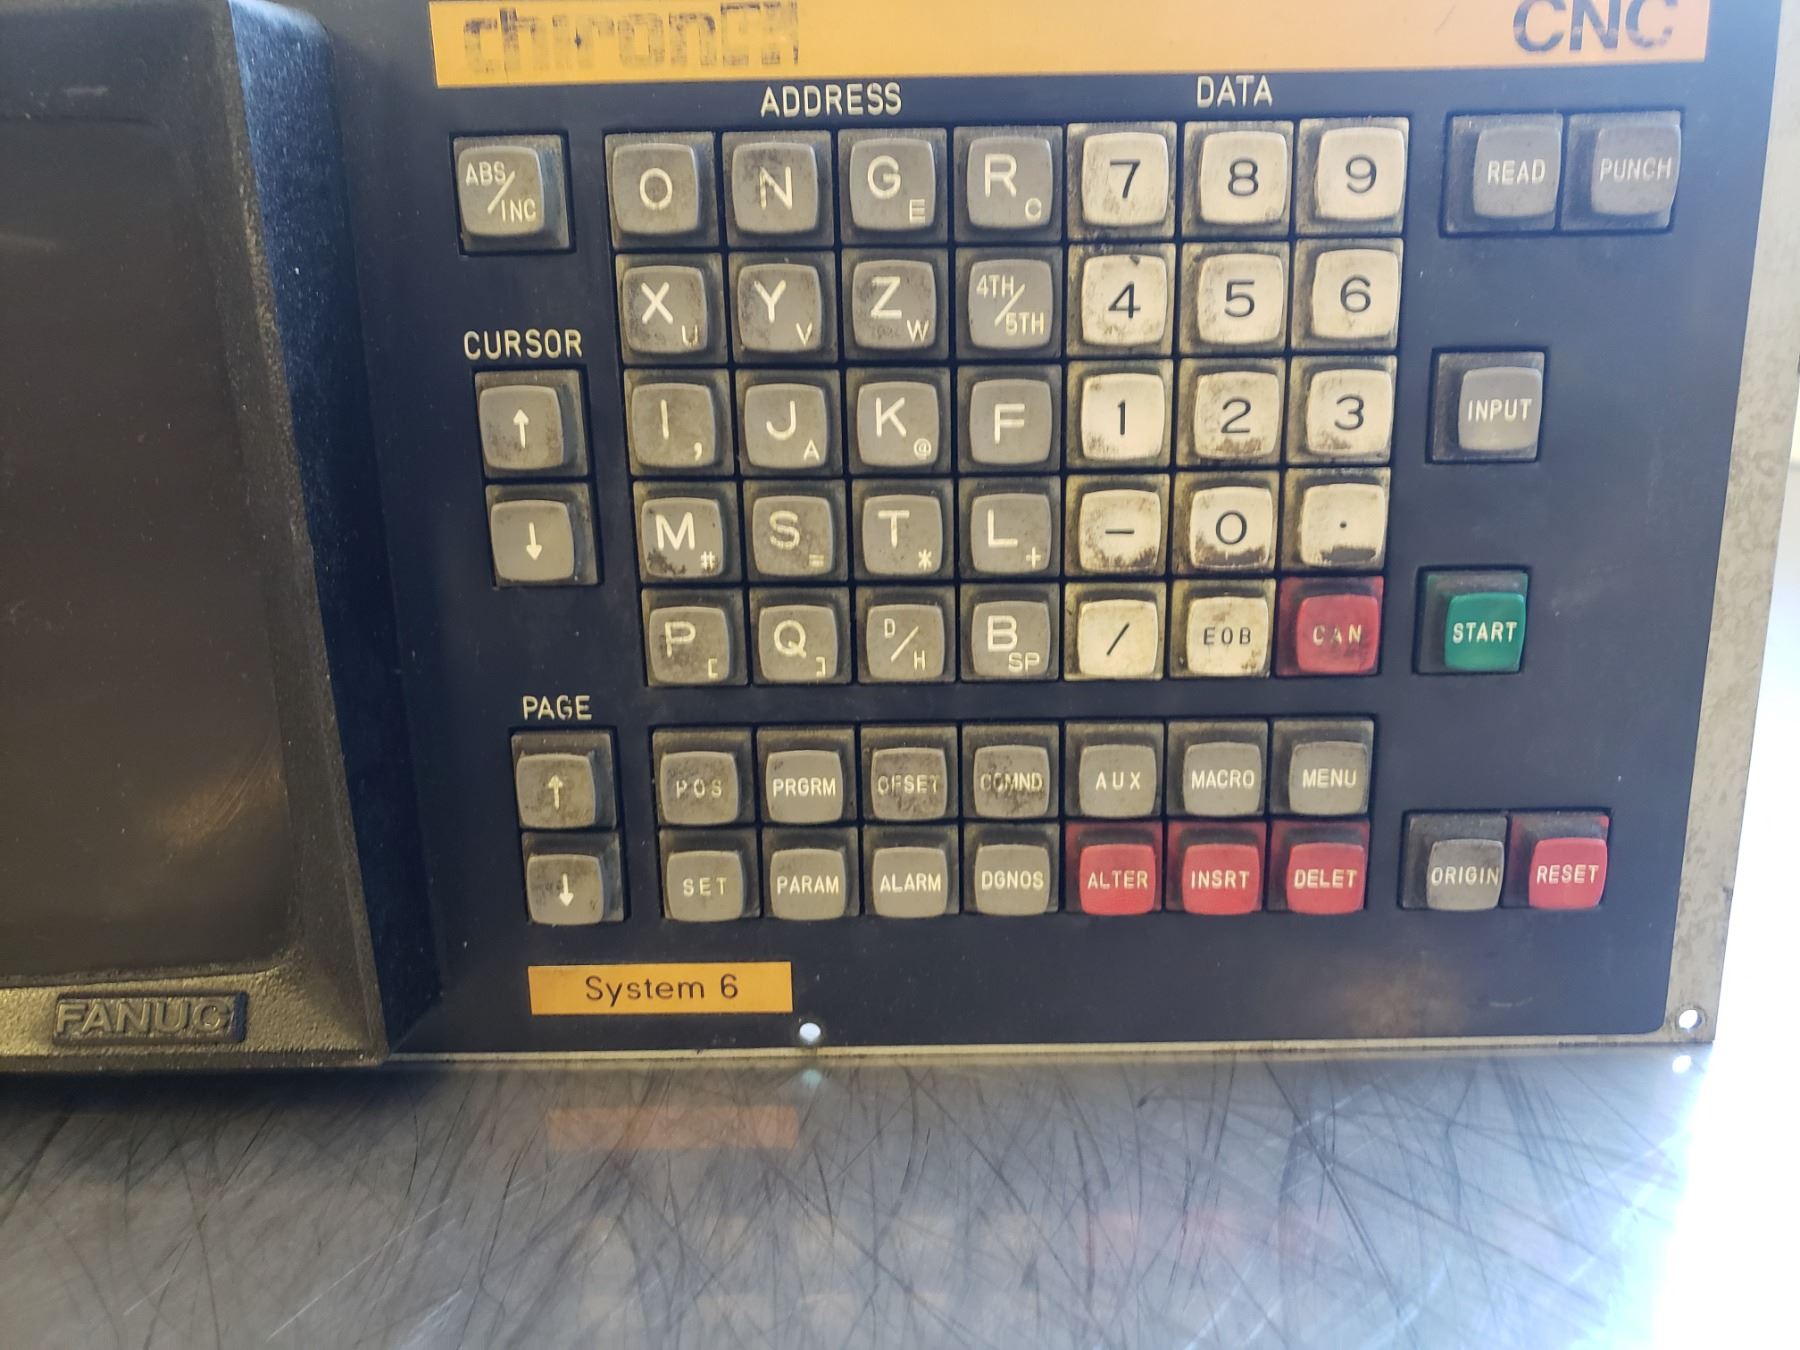 chiron CNC
ADDRESS DATA
ABS/INC O N G E R C 7 8 9 READ PUNCH
X U Y V Z W 4TH/5TH 4 5 6
CURSOR
↑ I , J A K @ F 1 2 3 INPUT
↓ M # S = T * L + - 0 .
P [ Q ] D/H B SP / EOB CAN START
PAGE
↑ POS PRGRM OFSET COMND AUX MACRO MENU
↓ SET PARAM ALARM DGNOS ALTER INSRT DELET ORIGIN RESET
System 6
FANUC